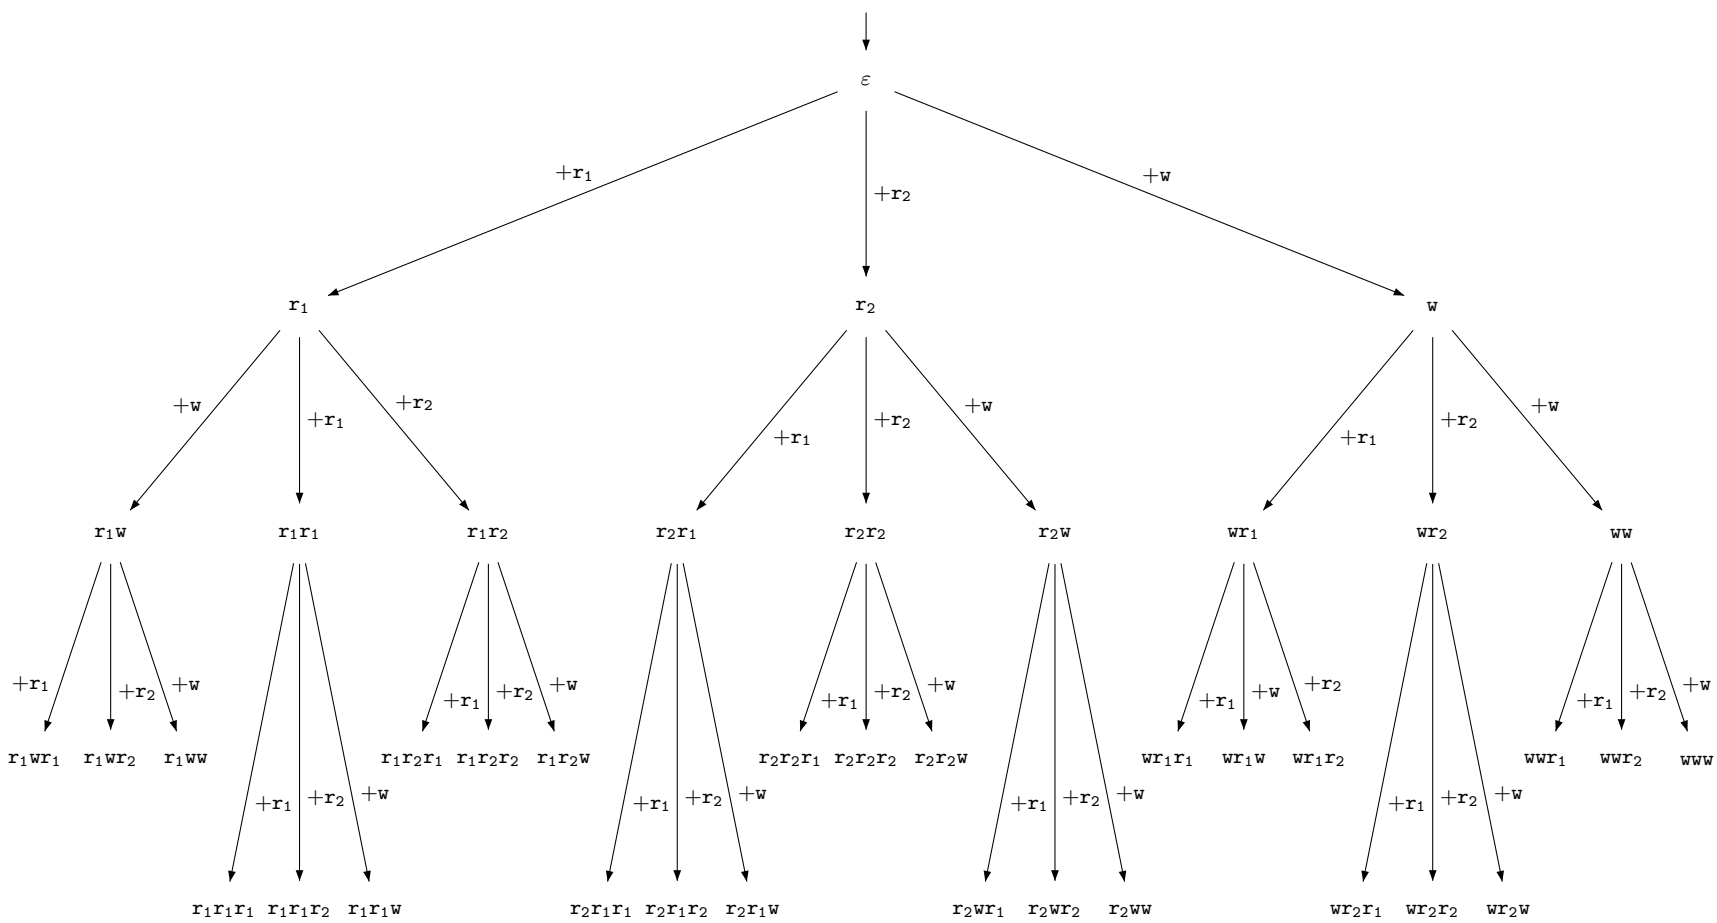 ε
+r₁ +r₂ +w
r₁ r₂ w
+w +r₁ +r₂ +r₁ +r₂ +w +r₁ +r₂ +w
r₁w r₁r₁ r₁r₂ r₂r₁ r₂r₂ r₂w wr₁ wr₂ ww
+r₁ +r₂ +w +r₁ +r₂ +w +r₁ +r₂ +w +r₁ +w +r₂ +r₁ +r₂ +w
r₁wr₁ r₁wr₂ r₁ww r₁r₂r₁ r₁r₂r₂ r₁r₂w r₂r₂r₁ r₂r₂r₂ r₂r₂w wr₁r₁ wr₁w wr₁r₂ wwr₁ wwr₂ www
+r₁ +r₂ +w +r₁ +r₂ +w +r₁ +r₂ +w +r₁ +r₂ +w
r₁r₁r₁ r₁r₁r₂ r₁r₁w r₂r₁r₁ r₂r₁r₂ r₂r₁w r₂wr₁ r₂wr₂ r₂ww wr₂r₁ wr₂r₂ wr₂w